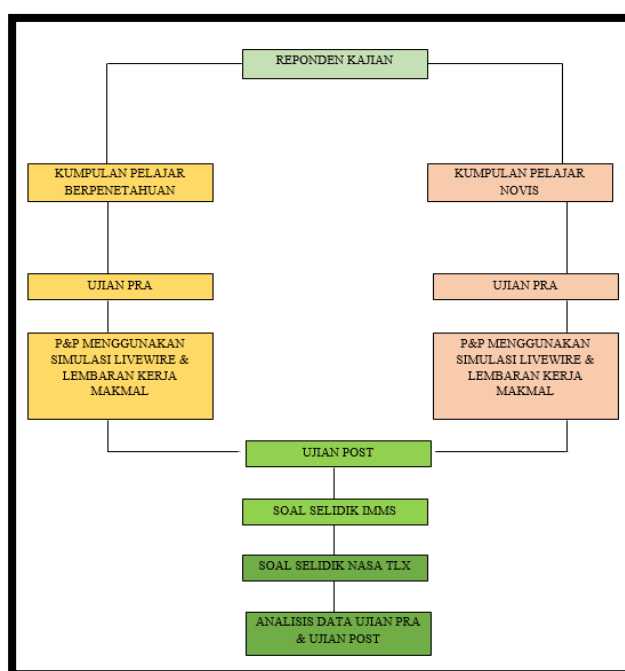 REPONDEN KAJIAN
KUMPULAN PELAJAR
BERPENETAHUAN
KUMPULAN PELAJAR
NOVIS
UJIAN PRA
UJIAN PRA
P&P MENGGUNAKAN
SIMULASI LIVEWIRE &
LEMBARAN KERJA
MAKMAL
P&P MENGGUNAKAN
SIMULASI LIVEWIRE &
LEMBARAN KERJA
MAKMAL
UJIAN POST
SOAL SELIDIK IMMS
SOAL SELIDIK NASA TLX
ANALISIS DATA UJIAN PRA
& UJIAN POST